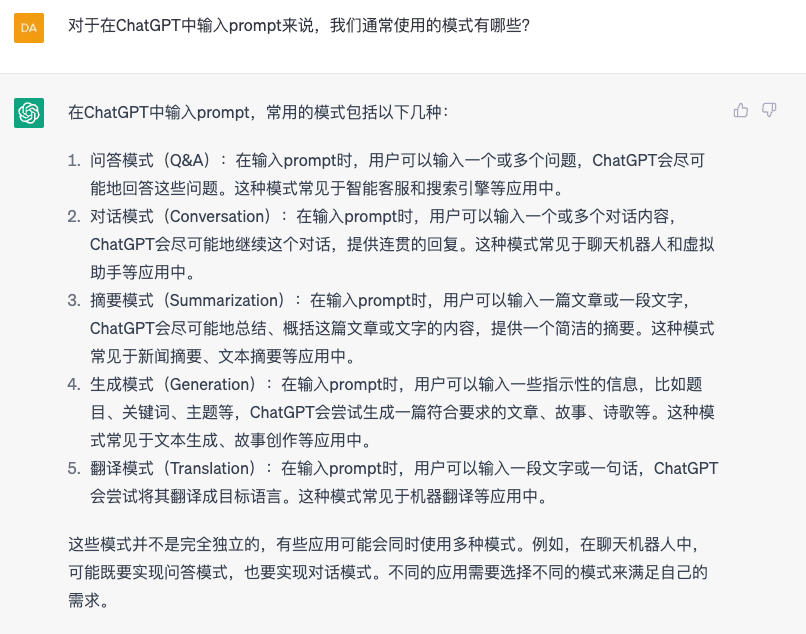 DA
对于在ChatGPT中输入prompt来说，我们通常使用的模式有哪些？
在ChatGPT中输入prompt，常用的模式包括以下几种：
1. 问答模式（Q&A）：在输入prompt时，用户可以输入一个或多个问题，ChatGPT会尽可
能地回答这些问题。这种模式常见于智能客服和搜索引擎等应用中。
2. 对话模式（Conversation）：在输入prompt时，用户可以输入一个或多个对话内容，
ChatGPT会尽可能地继续这个对话，提供连贯的回复。这种模式常见于聊天机器人和虚拟
助手等应用中。
3. 摘要模式（Summarization）：在输入prompt时，用户可以输入一篇文章或一段文字，
ChatGPT会尽可能地总结、概括这篇文章或文字的内容，提供一个简洁的摘要。这种模式
常见于新闻摘要、文本摘要等应用中。
4. 生成模式（Generation）：在输入prompt时，用户可以输入一些指示性的信息，比如题
目、关键词、主题等，ChatGPT会尝试生成一篇符合要求的文章、故事、诗歌等。这种模
式常见于文本生成、故事创作等应用中。
5. 翻译模式（Translation）：在输入prompt时，用户可以输入一段文字或一句话，ChatGPT
会尝试将其翻译成目标语言。这种模式常见于机器翻译等应用中。
这些模式并不是完全独立的，有些应用可能会同时使用多种模式。例如，在聊天机器人中，
可能既要实现问答模式，也要实现对话模式。不同的应用需要选择不同的模式来满足自己的
需求。